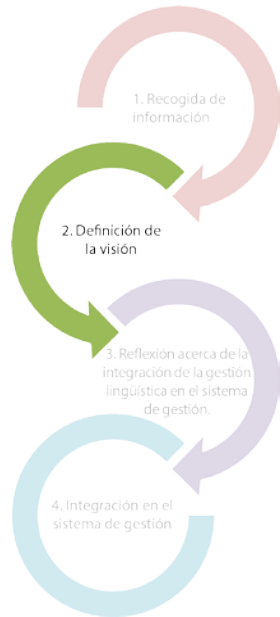 1. Recogida de
información
2. Definición de
la visión
3. Reflexión acerca de la
integración de la gestión
lingüística en el sistema
de gestión.
4. Integración en el
sistema de gestión